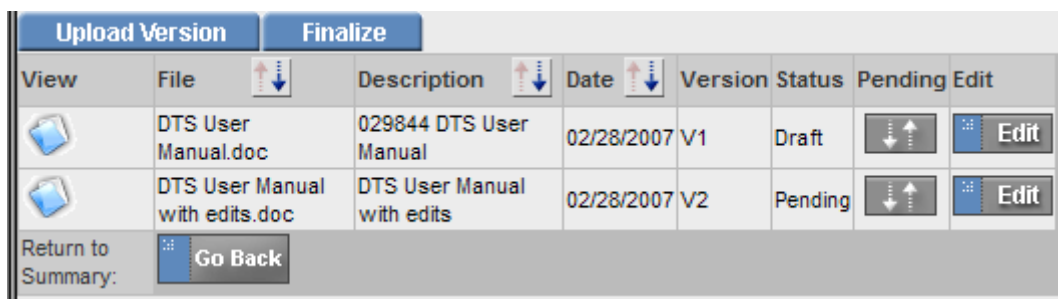 Upload Version Finalize
View File Description Date Version Status Pending Edit
DTS User Manual.doc 029844 DTS User Manual 02/28/2007 V1 Draft Edit
DTS User Manual with edits.doc DTS User Manual with edits 02/28/2007 V2 Pending Edit
Return to Summary: Go Back